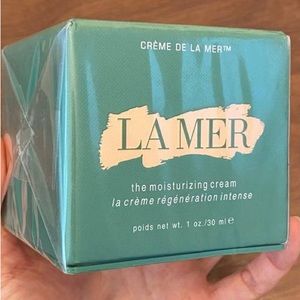 CRÈME DE LA MER™
LA MER
the moisturizing cream
la crème régénération intense
poids net wt. 1 oz./30 ml ℮